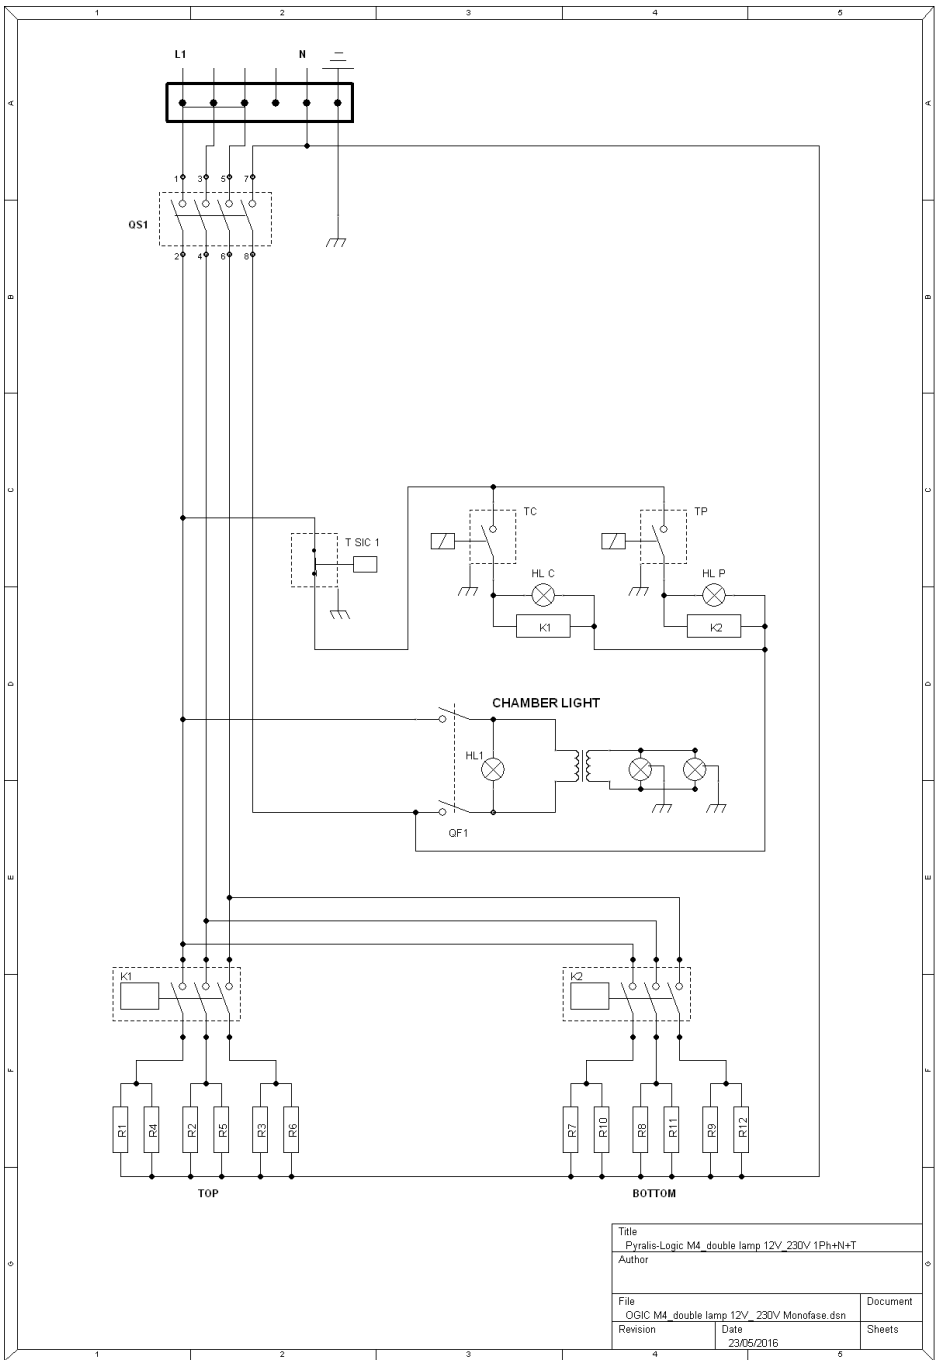 1 2 3 4 5
L1 N
A A
1 3 5 7
QS1
2 4 6 8
B B
C C
TC TP
T SIC 1
HL C HL P
K1 K2
D D
CHAMBER LIGHT
HL1
QF1
E E
K1 K2
F F
R1 R4 R2 R5 R3 R6 R7 R10 R8 R11 R9 R12
TOP BOTTOM
Title
Pyralis-Logic M4_double lamp 12V_230V 1Ph+N+T
Author
G G
File Document
OGIC M4_double lamp 12V_ 230V Monofase.dsn
Revision Date Sheets
23/05/2016
1 2 3 4 5